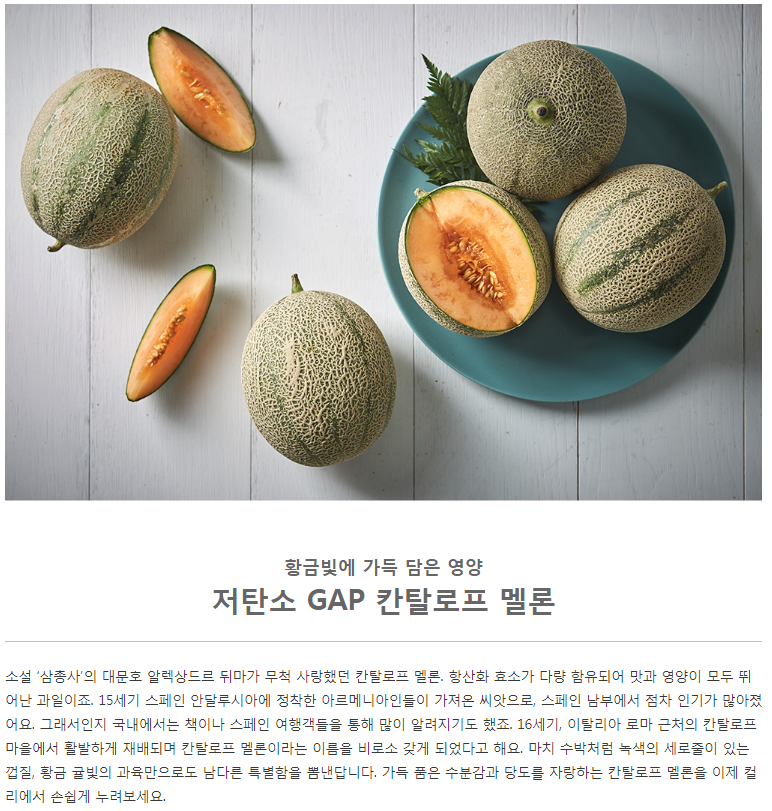 황금빛에 가득 담은 영양
저탄소 GAP 칸탈로프 멜론
소설 ‘삼총사’의 대문호 알렉상드르 뒤마가 무척 사랑했던 칸탈로프 멜론. 항산화 효소가 다량 함유되어 맛과 영양이 모두 뛰
어난 과일이죠. 15세기 스페인 안달루시아에 정착한 아르메니아인들이 가져온 씨앗으로, 스페인 남부에서 점차 인기가 많아졌
어요. 그래서인지 국내에서는 책이나 스페인 여행객들을 통해 많이 알려지기도 했죠. 16세기, 이탈리아 로마 근처의 칸탈로프
마을에서 활발하게 재배되며 칸탈로프 멜론이라는 이름을 비로소 갖게 되었다고 해요. 마치 수박처럼 녹색의 세로줄이 있는
껍질, 황금 귤빛의 과육만으로도 남다른 특별함을 뽐낸답니다. 가득 품은 수분감과 당도를 자랑하는 칸탈로프 멜론을 이제 컬
리에서 손쉽게 누려보세요.